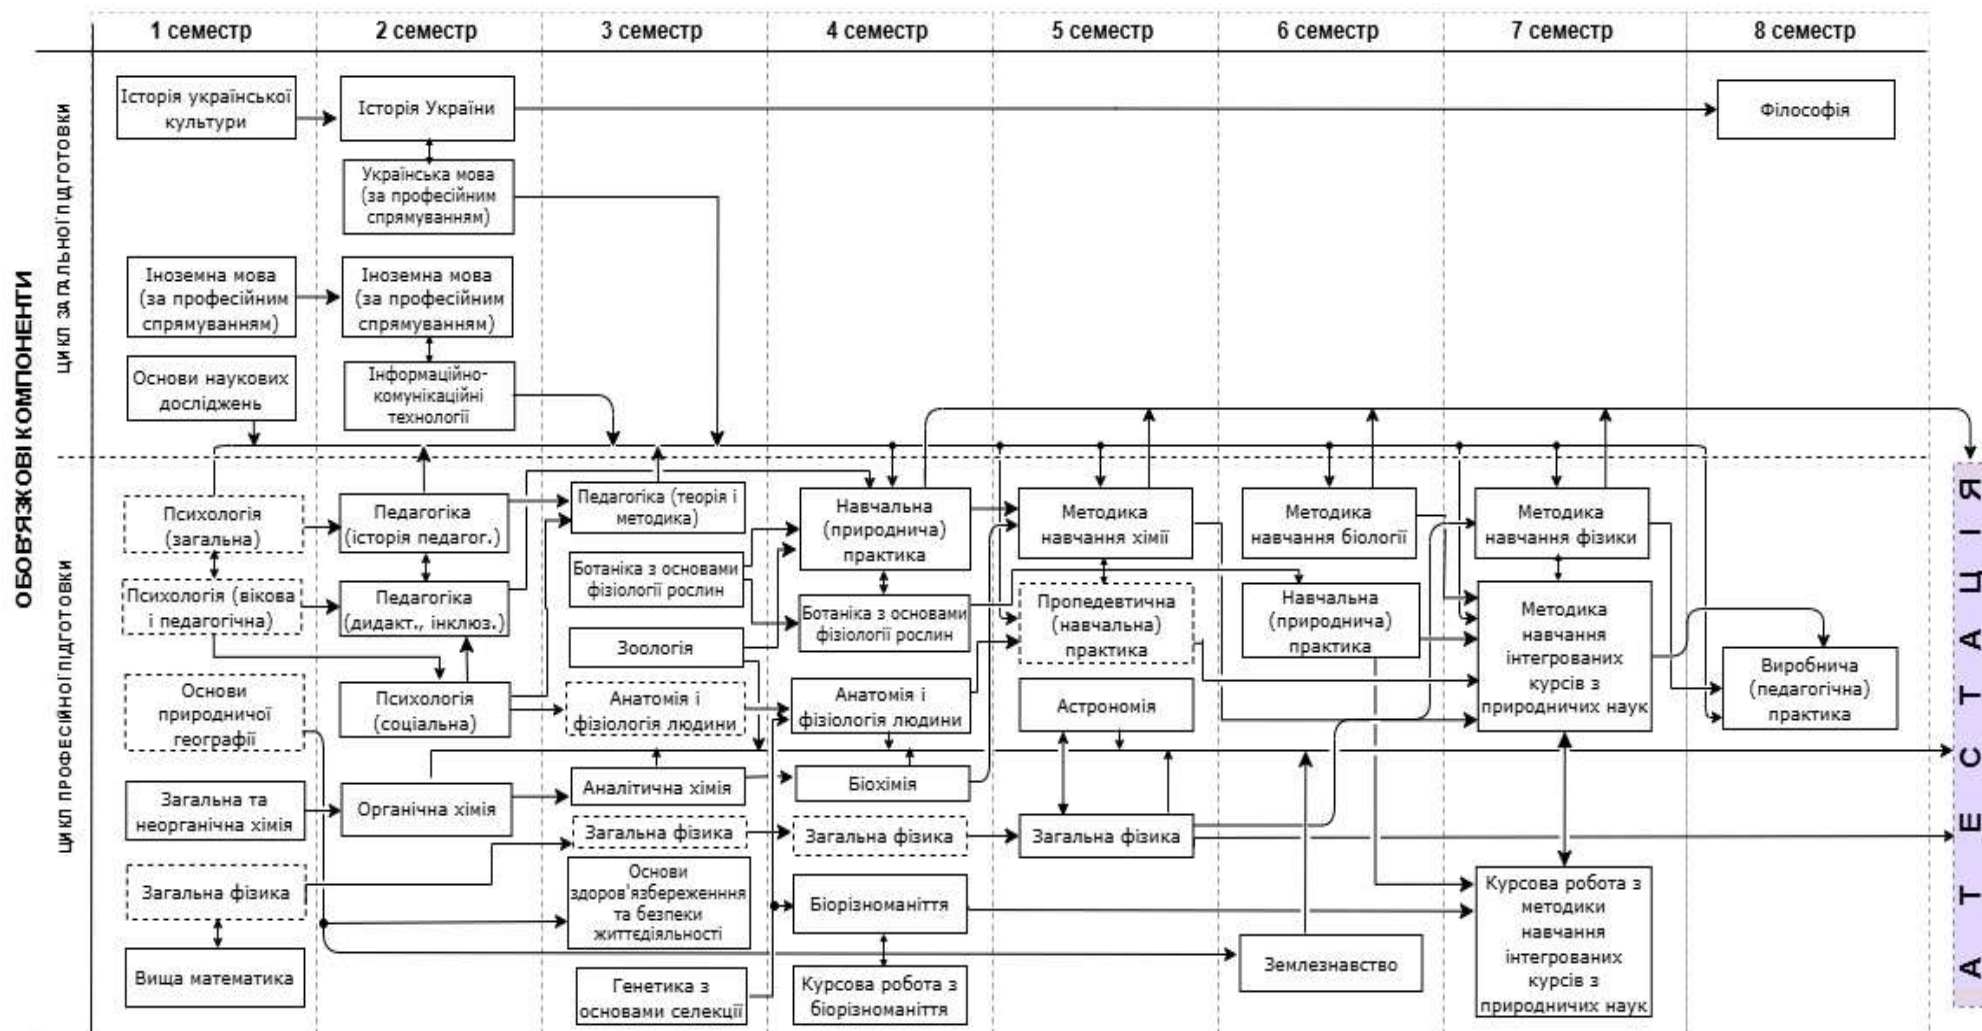 1 семестр
2 семестр
3 семестр
4 семестр
5 семестр
6 семестр
7 семестр
8 семестр
ОБОВ'ЯЗКОВІ КОМПОНЕНТИ
ЦИКЛ ЗАГАЛЬНОЇ ПІДГОТОВКИ
Історія української
культури
Історія України
Філософія
Українська мова
(за професійним
спрямуванням)
Іноземна мова
(за професійним
спрямуванням)
Іноземна мова
(за професійним
спрямуванням)
Основи наукових
досліджень
Інформаційно-
комунікаційні
технології
ЦИКЛ ПРОФЕСІЙНОЇ ПІДГОТОВКИ
Психологія
(загальна)
Психологія (вікова
і педагогічна)
Основи
природничої
географії
Загальна та
неорганічна хімія
Загальна фізика
Вища математика
Педагогіка
(історія педагог.)
Педагогіка
(дидакт., інклюз.)
Психологія
(соціальна)
Органічна хімія
Педагогіка (теорія і
методика)
Ботаніка з основами
фізіології рослин
Зоологія
Анатомія і
фізіологія людини
Аналітична хімія
Загальна фізика
Основи
здоров'язбереженння
та безпеки
життєдіяльності
Генетика з
основами селекції
Навчальна
(природнича)
практика
Ботаніка з основами
фізіології рослин
Анатомія і
фізіологія людини
Біохімія
Загальна фізика
Біорізноманіття
Курсова робота з
біорізноманіття
Методика
навчання хімії
Пропедевтична
(навчальна)
практика
Астрономія
Загальна фізика
Методика
навчання біології
Навчальна
(природнича)
практика
Землезнавство
Методика
навчання фізики
Методика
навчання
інтегрованих
курсів з
природничих наук
Курсова робота з
методики
навчання
інтегрованих
курсів з
природничих наук
Виробнича
(педагогічна)
практика
АТЕСТАЦІЯ